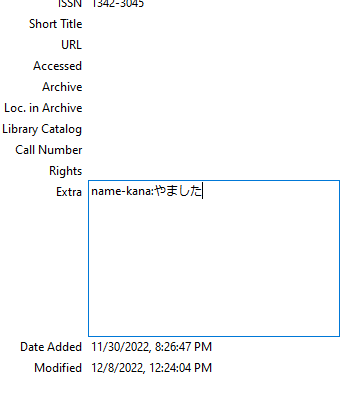 ISSN 1342-3045
Short Title
URL
Accessed
Archive
Loc. in Archive
Library Catalog
Call Number
Rights
Extra name-kana:やました
Date Added 11/30/2022, 8:26:47 PM
Modified 12/8/2022, 12:24:04 PM